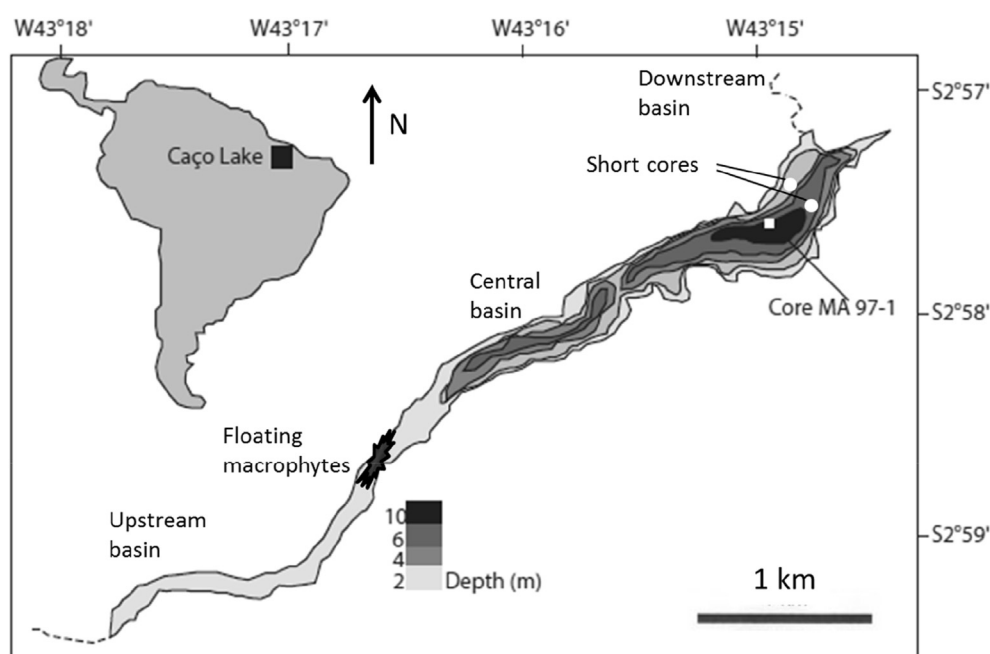 W43°18' W43°17' W43°16' W43°15'
Downstream
basin
S2°57'
N
Caço Lake
Short cores
Central
basin
Core MA 97-1
S2°58'
Floating
macrophytes
Upstream
basin
10
6
4
2 Depth (m)
S2°59'
1 km